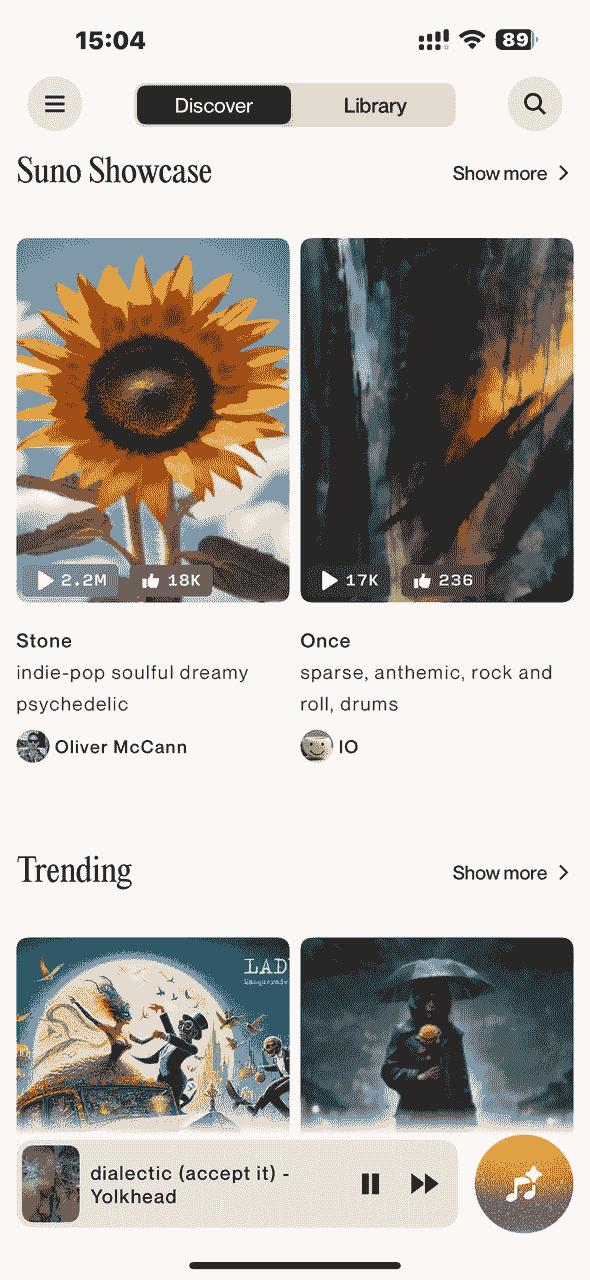 15:04
89
Discover
Library
Suno Showcase
Show more
2.2M
18K
17K
236
Stone
indie-pop soulful dreamy
psychedelic
Oliver McCann
Once
sparse, anthemic, rock and
roll, drums
IO
Trending
Show more
LAD
dialectic (accept it) -
Yolkhead